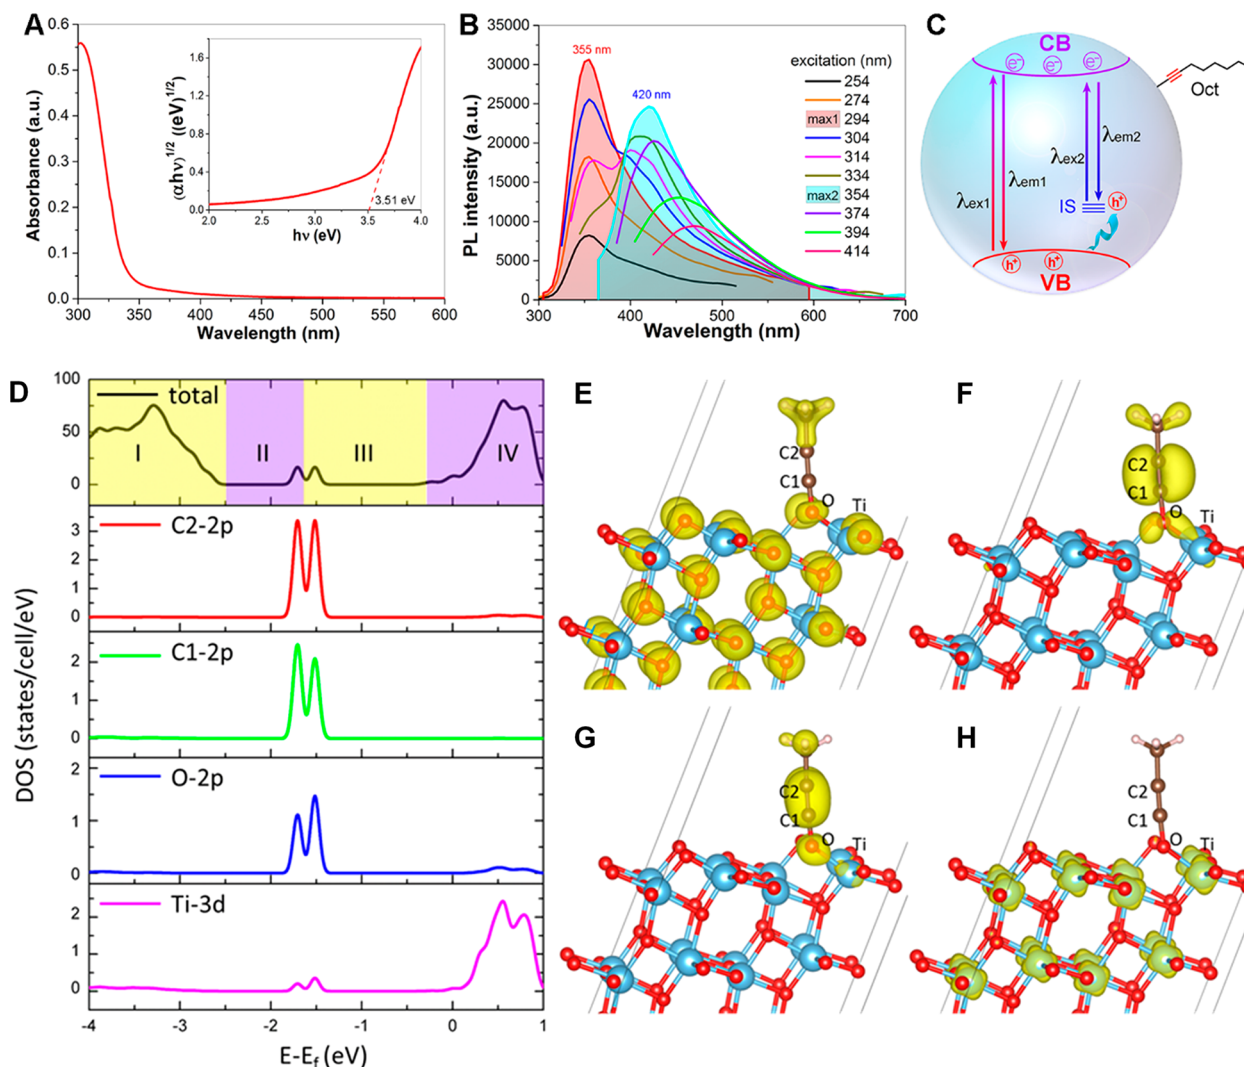 A
0.6
0.5
0.4
0.3
0.2
0.1
0.0
Absorbance (a.u.)
300 350 400 450 500 550 600
Wavelength (nm)
1.6
1.2
0.8
0.4
0.0
(αhν)1/2 ((eV)1/2)
3.51 eV
2.0 2.5 3.0 3.5 4.0
hν (eV)
B
35000
30000
25000
20000
15000
10000
5000
0
PL intensity (a.u.)
355 nm
420 nm
excitation (nm)
254
274
max1 294
304
314
334
max2 354
374
394
414
300 400 500 600 700
Wavelength (nm)
C
CB
e- e- e-
Oct
λem2
λex2
λem1
λex1
IS h+
h+ h+
VB
D
100
50
0
total
I II III IV
C2-2p
3
2
1
0
C1-2p
2
1
0
O-2p
2
1
0
Ti-3d
2
1
0
DOS (states/cell/eV)
-4 -3 -2 -1 0 1
E-Ef (eV)
E
C2
C1
O Ti
F
C2
C1
O
Ti
G
C2
C1
O Ti
H
C2
C1
O Ti